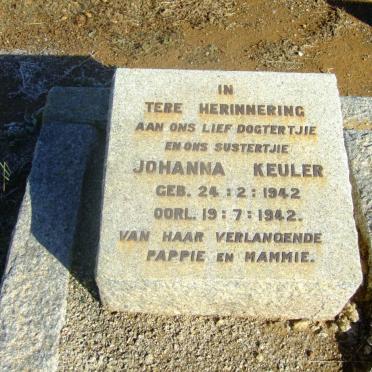 IN
TERE HERINNERING
AAN ONS LIEF DOGTERTJIE
EN ONS SUSTERTJIE
JOHANNA KEULER
GEB. 24:2:1942
OORL. 19:7:1942.
VAN HAAR VERLANGENDE
PAPPIE EN MAMMIE.